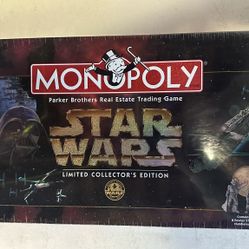 MONOPOLY
Parker Brothers Real Estate Trading Game
STAR
WARS
LIMITED COLLECTOR'S EDITION